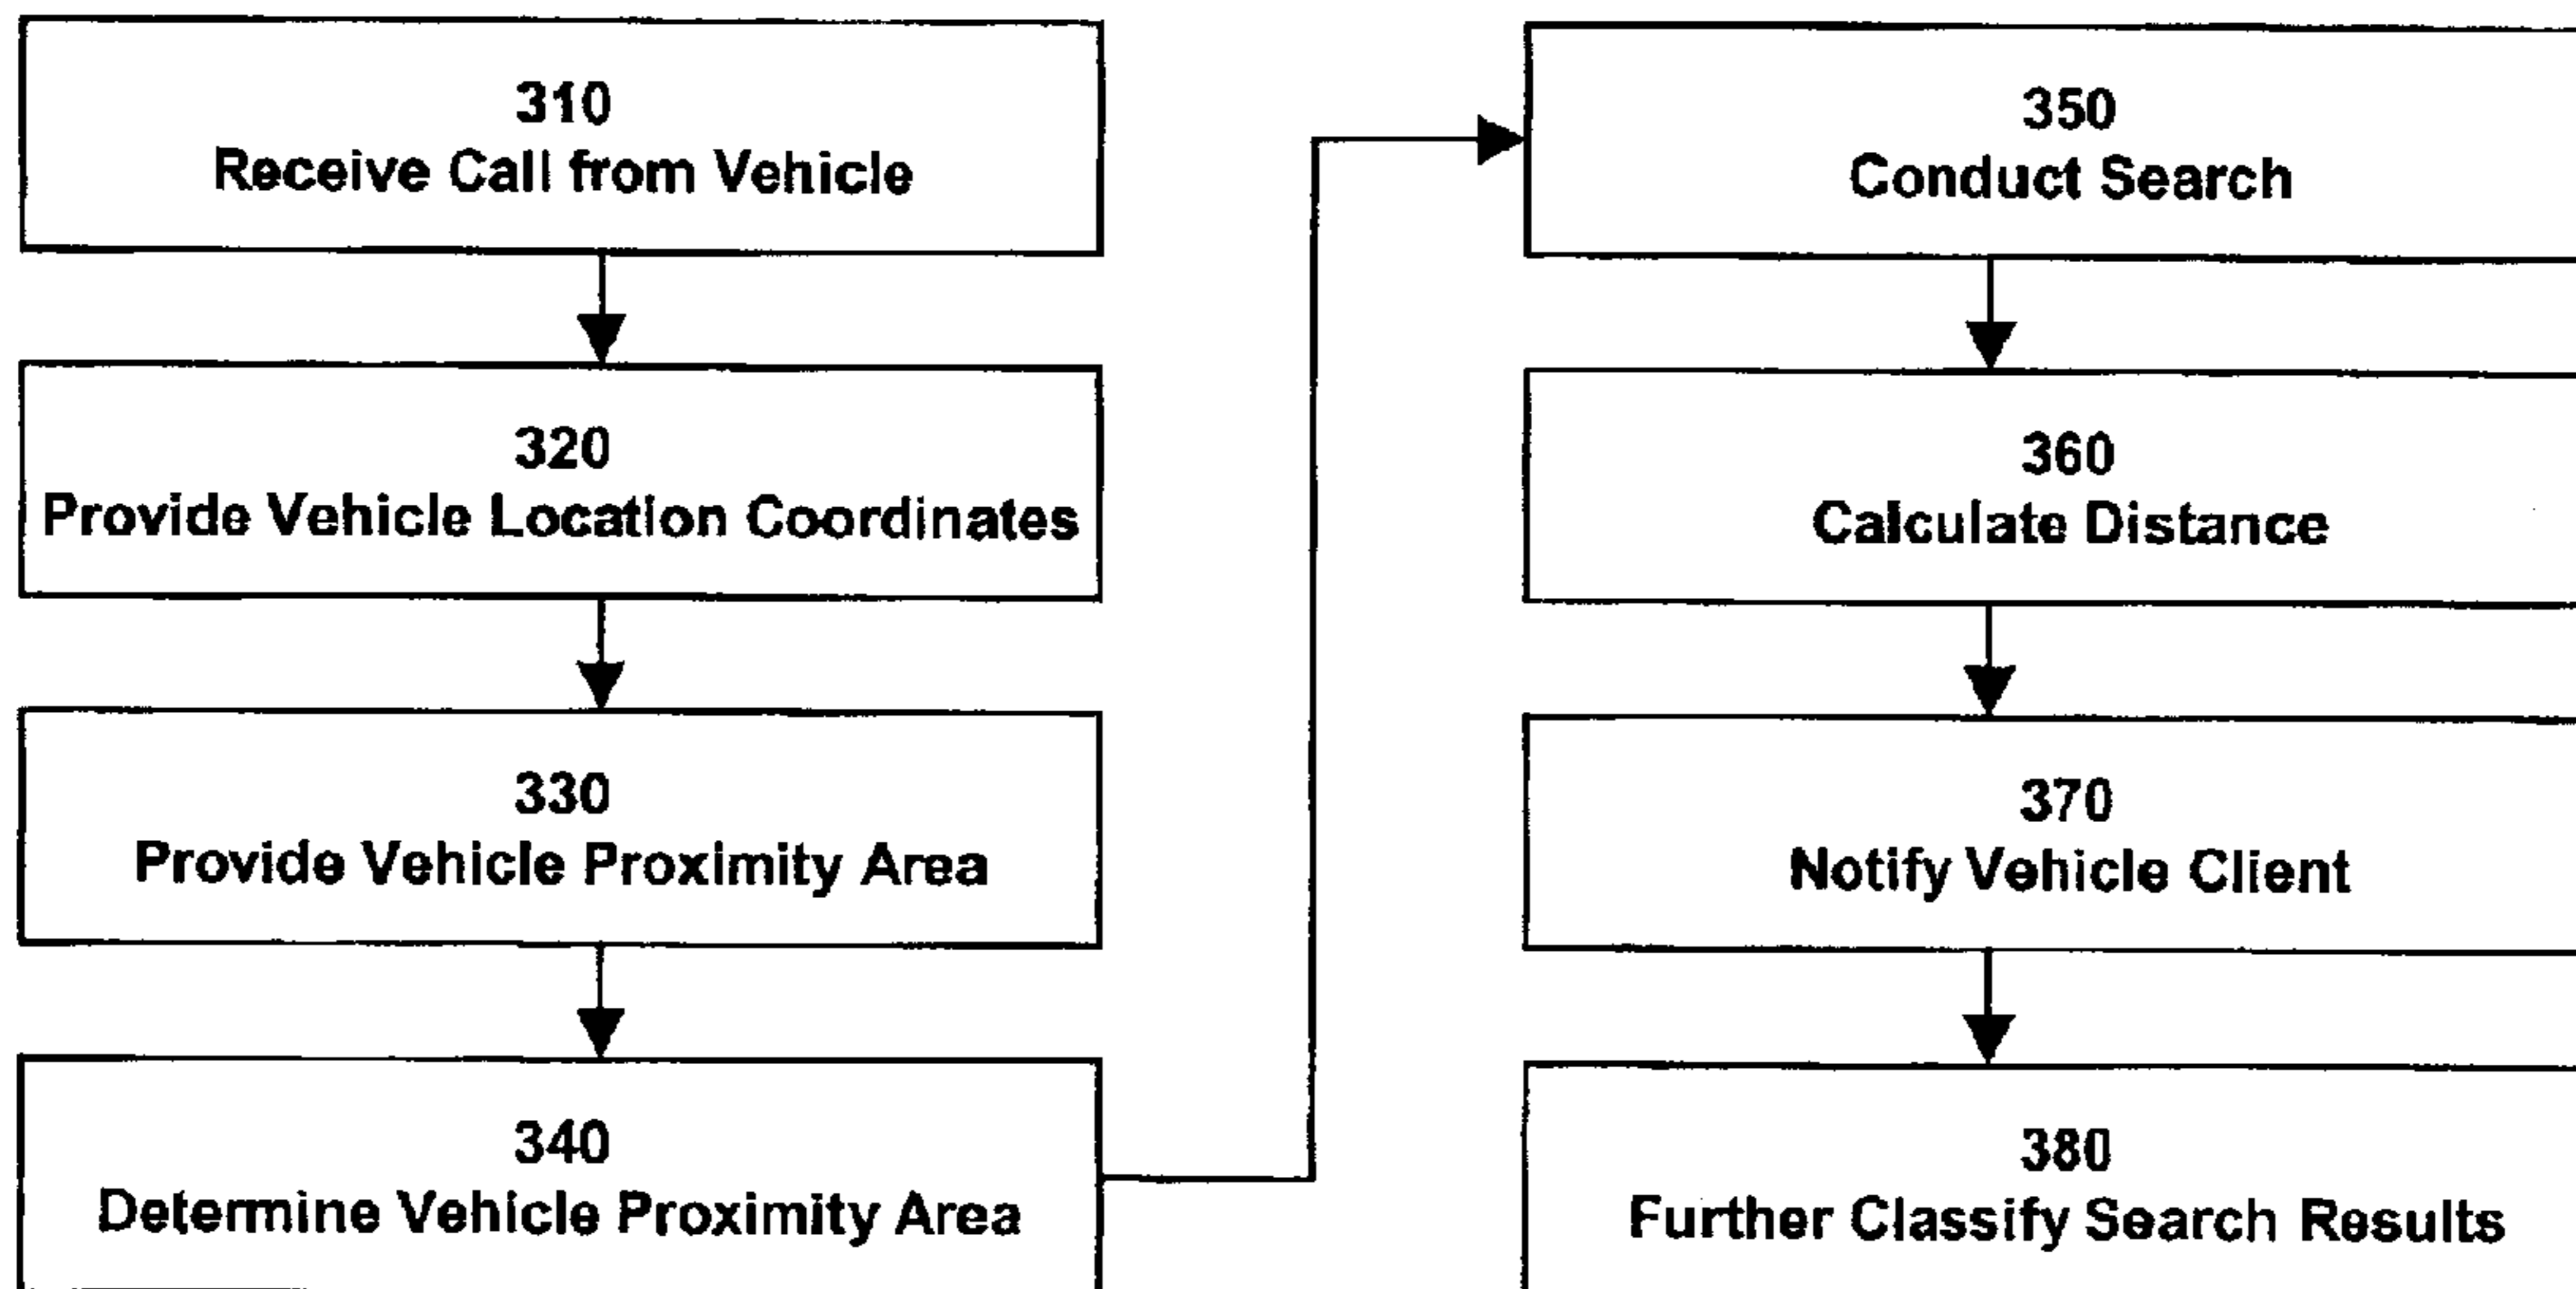 310
Receive Call from Vehicle
320
Provide Vehicle Location Coordinates
330
Provide Vehicle Proximity Area
340
Determine Vehicle Proximity Area
350
Conduct Search
360
Calculate Distance
370
Notify Vehicle Client
380
Further Classify Search Results